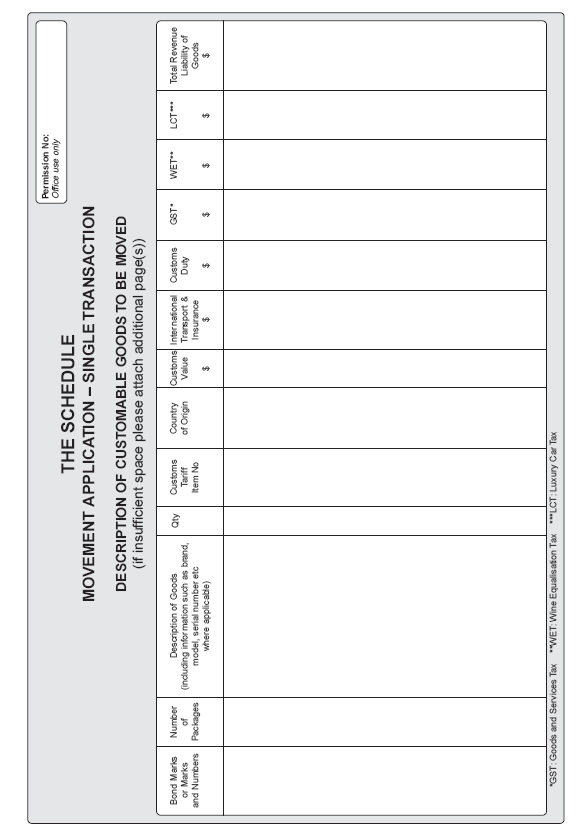 Permission No:
Office use only
THE SCHEDULE
MOVEMENT APPLICATION – SINGLE TRANSACTION
DESCRIPTION OF CUSTOMABLE GOODS TO BE MOVED
(if insufficient space please attach additional page(s))
Bond Marks
or Marks
and Numbers
Number
of
Packages
Description of Goods
(including information such as brand,
model, serial number etc
where applicable)
Qty
Customs
Tariff
Item No
Country
of Origin
Customs
Value
$
International
Transport &
Insurance
$
Customs
Duty
$
GST*
$
WET**
$
LCT***
$
Total Revenue
Liability of
Goods
$
*GST: Goods and Services Tax **WET: Wine Equalisation Tax ***LCT: Luxury Car Tax